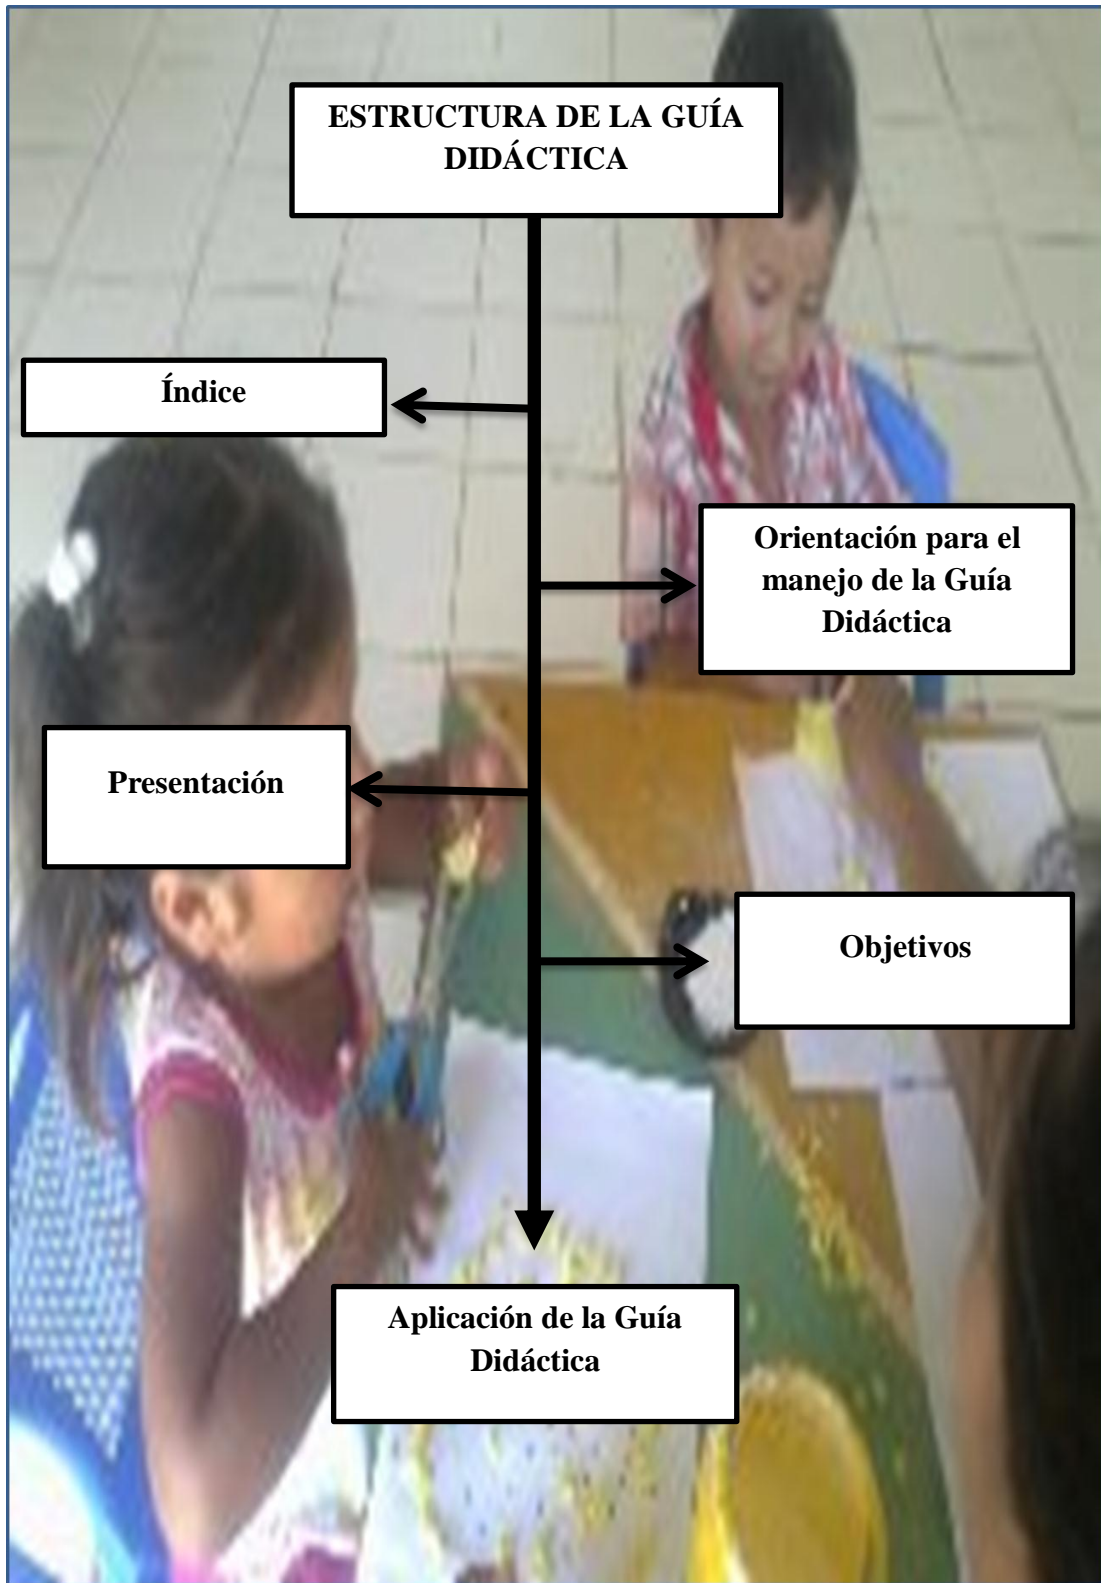 ESTRUCTURA DE LA GUÍA
DIDÁCTICA
Índice
Orientación para el
manejo de la Guía
Didáctica
Presentación
Objetivos
Aplicación de la Guía
Didáctica